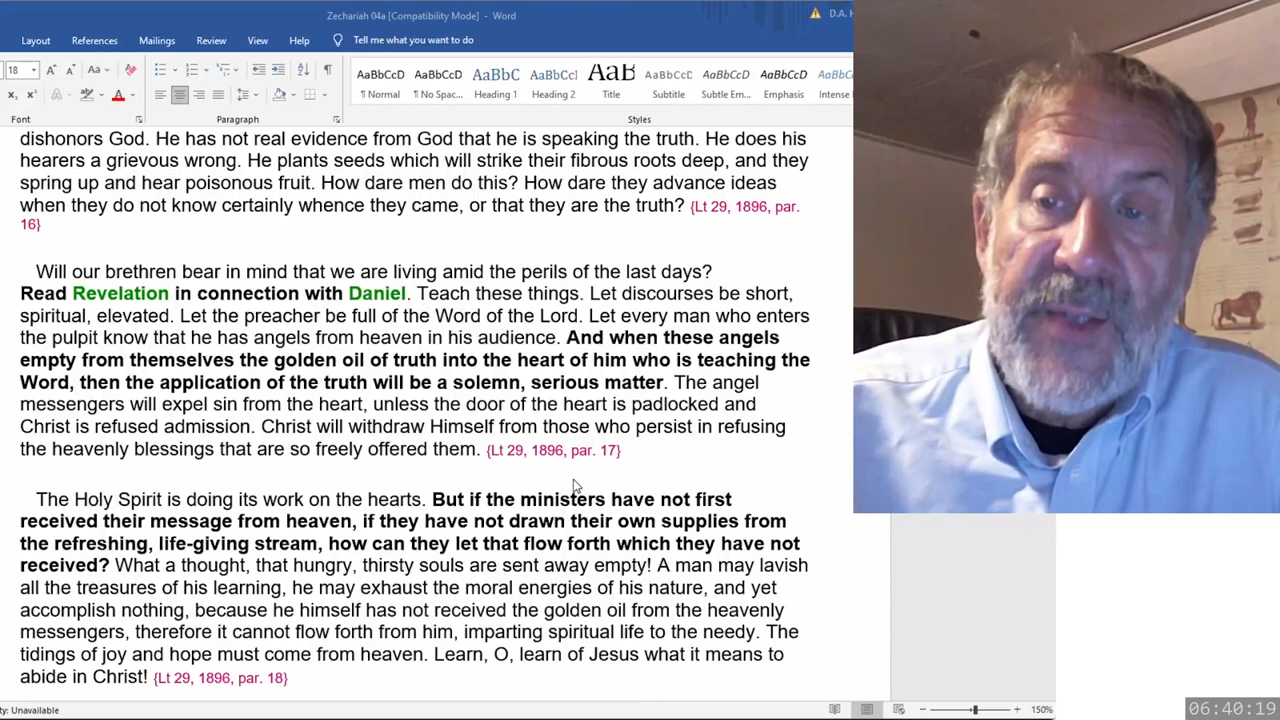 Zechariah 04a [Compatibility Mode] - Word
D.A. H
Layout References Mailings Review View Help Tell me what you want to do
18 Aa
AaBbCcD AaBbCcD AaBbC AaBbCcI AaB AaBbCcD AaBbCcD AaBbCcD AaBbCc
¶ Normal ¶ No Spac... Heading 1 Heading 2 Title Subtitle Subtle Em... Emphasis Intense
Font Paragraph Styles
dishonors God. He has not real evidence from God that he is speaking the truth. He does his
hearers a grievous wrong. He plants seeds which will strike their fibrous roots deep, and they
spring up and hear poisonous fruit. How dare men do this? How dare they advance ideas
when they do not know certainly whence they came, or that they are the truth? {Lt 29, 1896, par.
16}
Will our brethren bear in mind that we are living amid the perils of the last days?
Read Revelation in connection with Daniel. Teach these things. Let discourses be short,
spiritual, elevated. Let the preacher be full of the Word of the Lord. Let every man who enters
the pulpit know that he has angels from heaven in his audience. And when these angels
empty from themselves the golden oil of truth into the heart of him who is teaching the
Word, then the application of the truth will be a solemn, serious matter. The angel
messengers will expel sin from the heart, unless the door of the heart is padlocked and
Christ is refused admission. Christ will withdraw Himself from those who persist in refusing
the heavenly blessings that are so freely offered them. {Lt 29, 1896, par. 17}
The Holy Spirit is doing its work on the hearts. But if the ministers have not first
received their message from heaven, if they have not drawn their own supplies from
the refreshing, life-giving stream, how can they let that flow forth which they have not
received? What a thought, that hungry, thirsty souls are sent away empty! A man may lavish
all the treasures of his learning, he may exhaust the moral energies of his nature, and yet
accomplish nothing, because he himself has not received the golden oil from the heavenly
messengers, therefore it cannot flow forth from him, imparting spiritual life to the needy. The
tidings of joy and hope must come from heaven. Learn, O, learn of Jesus what it means to
abide in Christ! {Lt 29, 1896, par. 18}
ty: Unavailable
150%
06:40:19